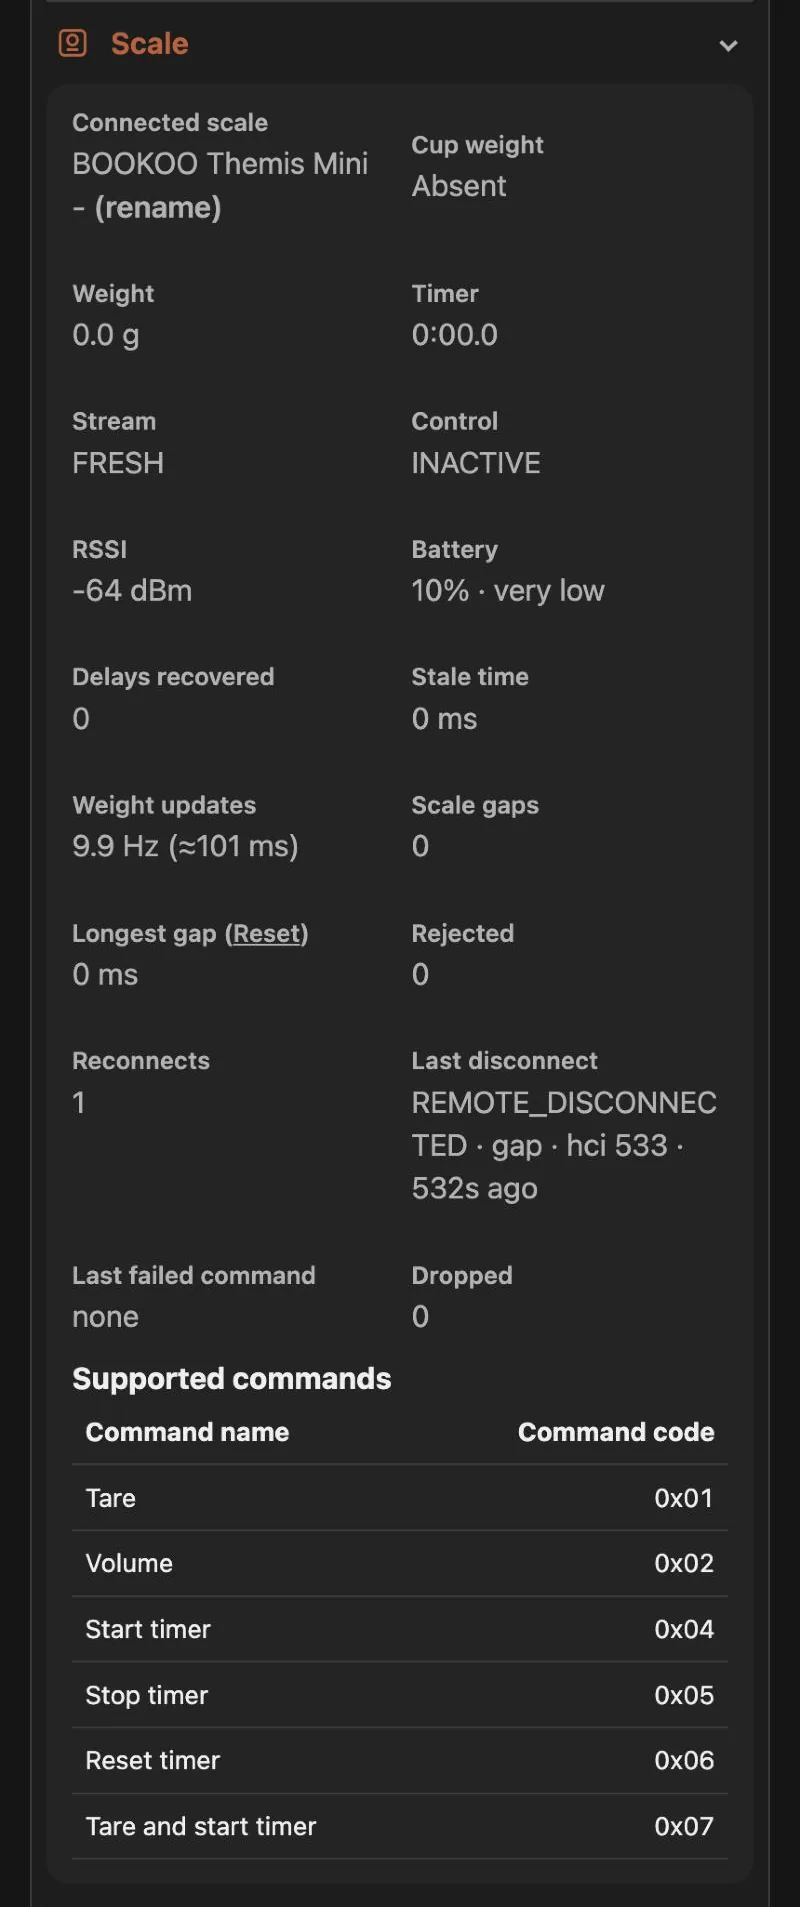 Scale
Connected scale
BOOKOO Themis Mini
- (rename)
Cup weight
Absent
Weight
0.0 g
Timer
0:00.0
Stream
FRESH
Control
INACTIVE
RSSI
-64 dBm
Battery
10% · very low
Delays recovered
0
Stale time
0 ms
Weight updates
9.9 Hz (≈101 ms)
Scale gaps
0
Longest gap (Reset)
0 ms
Rejected
0
Reconnects
1
Last disconnect
REMOTE_DISCONNEC
TED · gap · hci 533 ·
532s ago
Last failed command
none
Dropped
0
Supported commands
Command name Command code
Tare 0x01
Volume 0x02
Start timer 0x04
Stop timer 0x05
Reset timer 0x06
Tare and start timer 0x07